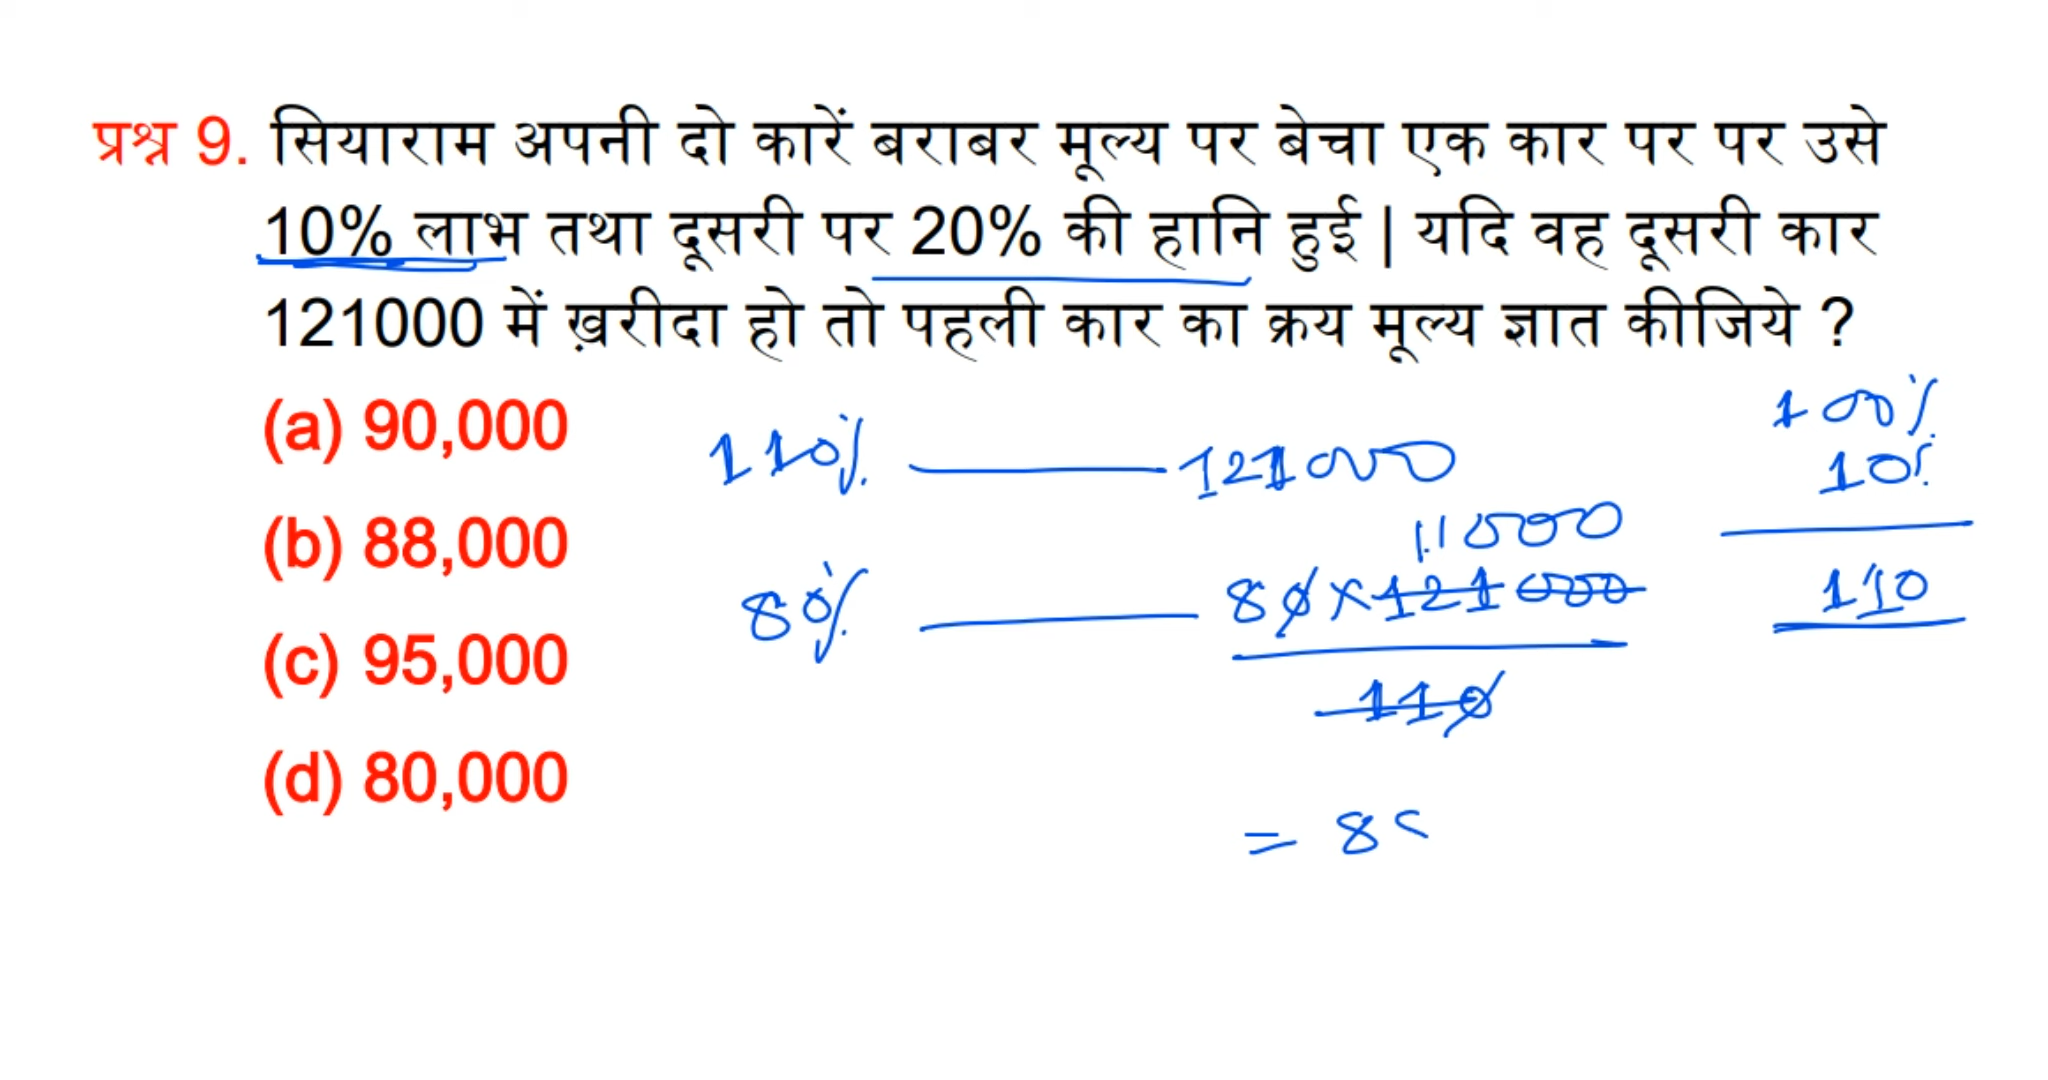 प्रश्न 9. सियाराम अपनी दो कारें बराबर मूल्य पर बेचा एक कार पर पर उसे
10% लाभ तथा दूसरी पर 20% की हानि हुई | यदि वह दूसरी कार
121000 में ख़रीदा हो तो पहली कार का क्रय मूल्य ज्ञात कीजिये ?
(a) 90,000
(b) 88,000
(c) 95,000
(d) 80,000
110% 121000
100%
10%
110
11000
80% 80×121000
110
= 8